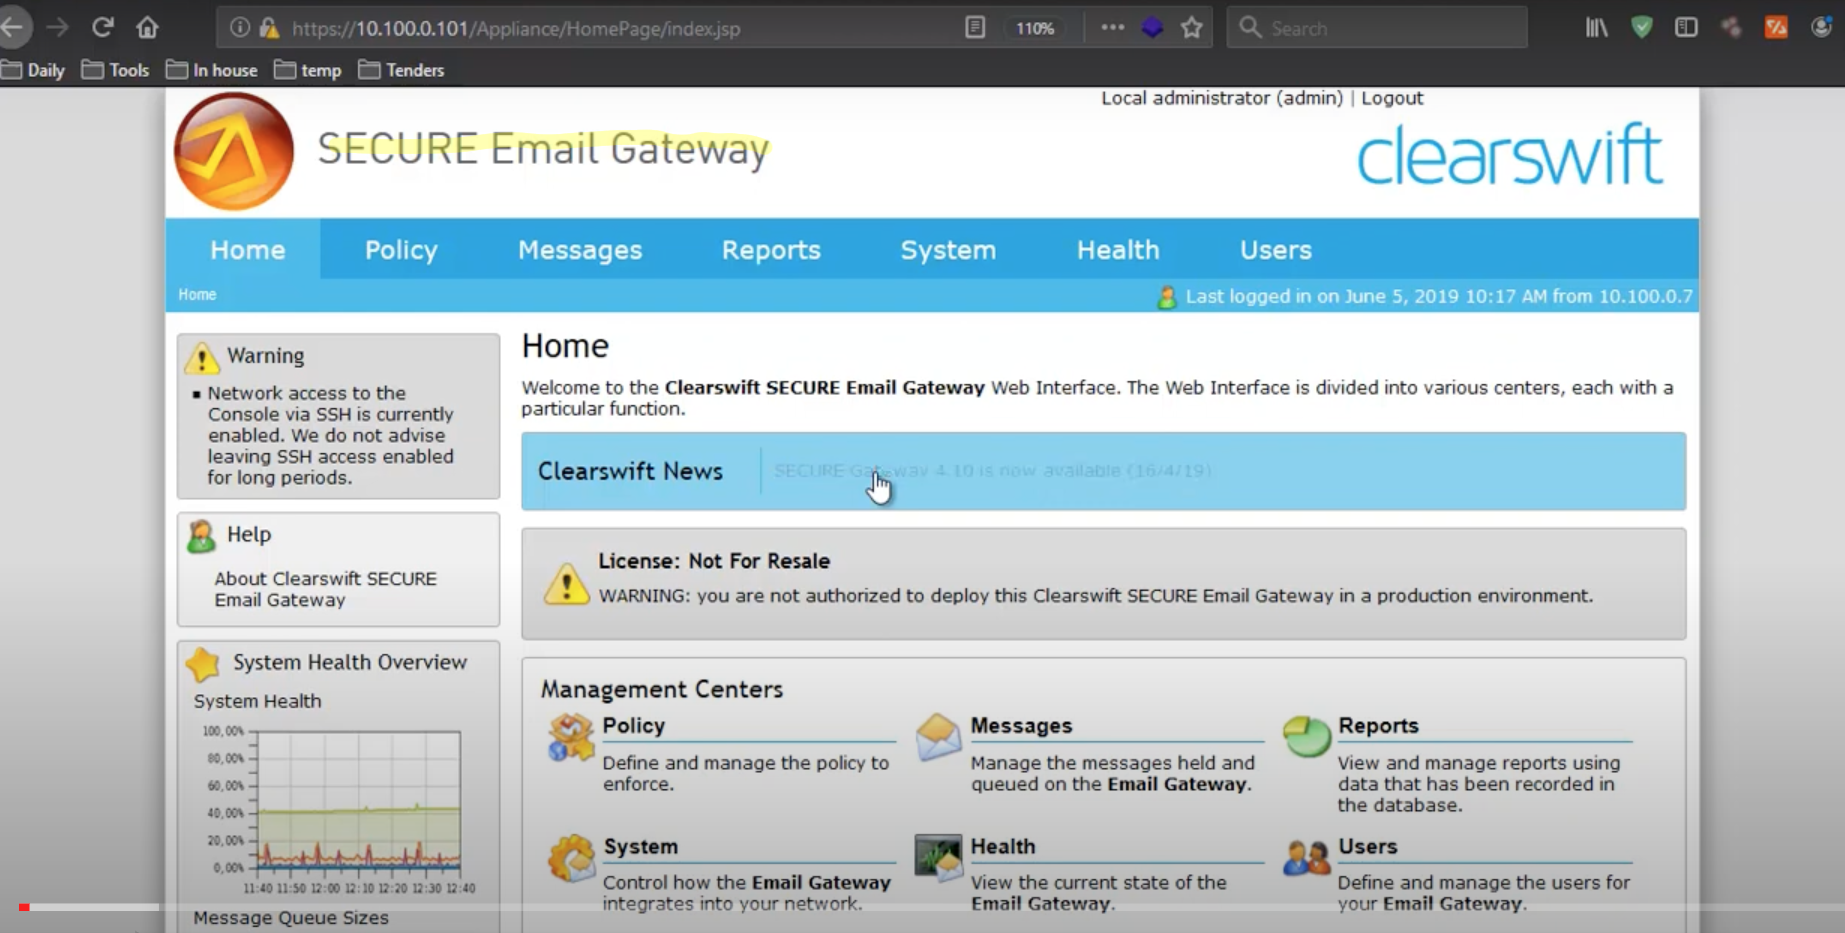 https://10.100.0.101/Appliance/HomePage/index.jsp
110%
Search
Daily
Tools
In house
temp
Tenders
Local administrator (admin) | Logout
SECURE Email Gateway
clearswift
Home
Policy
Messages
Reports
System
Health
Users
Home
Last logged in on June 5, 2019 10:17 AM from 10.100.0.7
Warning
Network access to the
Console via SSH is currently
enabled. We do not advise
leaving SSH access enabled
for long periods.
Help
About Clearswift SECURE
Email Gateway
System Health Overview
System Health
100,00%
80,00%
60,00%
40,00%
20,00%
0,00%
11:40 11:50 12:00 12:10 12:20 12:30 12:40
Message Queue Sizes
Home
Welcome to the Clearswift SECURE Email Gateway Web Interface. The Web Interface is divided into various centers, each with a
particular function.
Clearswift News
SECURE Gateway 4.10 is now available (16/4/19)
License: Not For Resale
WARNING: you are not authorized to deploy this Clearswift SECURE Email Gateway in a production environment.
Management Centers
Policy
Define and manage the policy to
enforce.
Messages
Manage the messages held and
queued on the Email Gateway.
Reports
View and manage reports using
data that has been recorded in
the database.
System
Control how the Email Gateway
integrates into your network.
Health
View the current state of the
Email Gateway.
Users
Define and manage the users for
your Email Gateway.